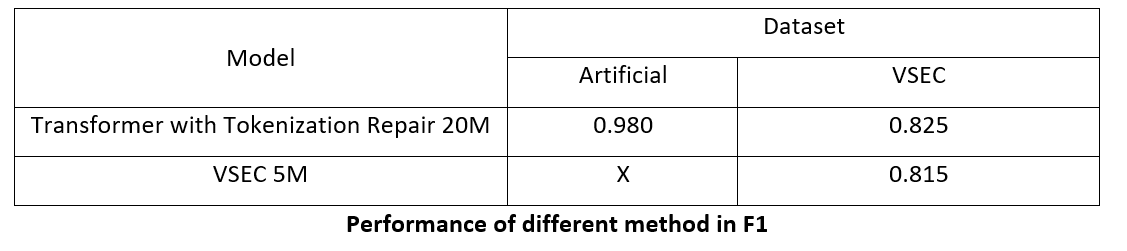 Model
Dataset
Artificial
VSEC
Transformer with Tokenization Repair 20M
0.980
0.825
VSEC 5M
X
0.815
Performance of different method in F1